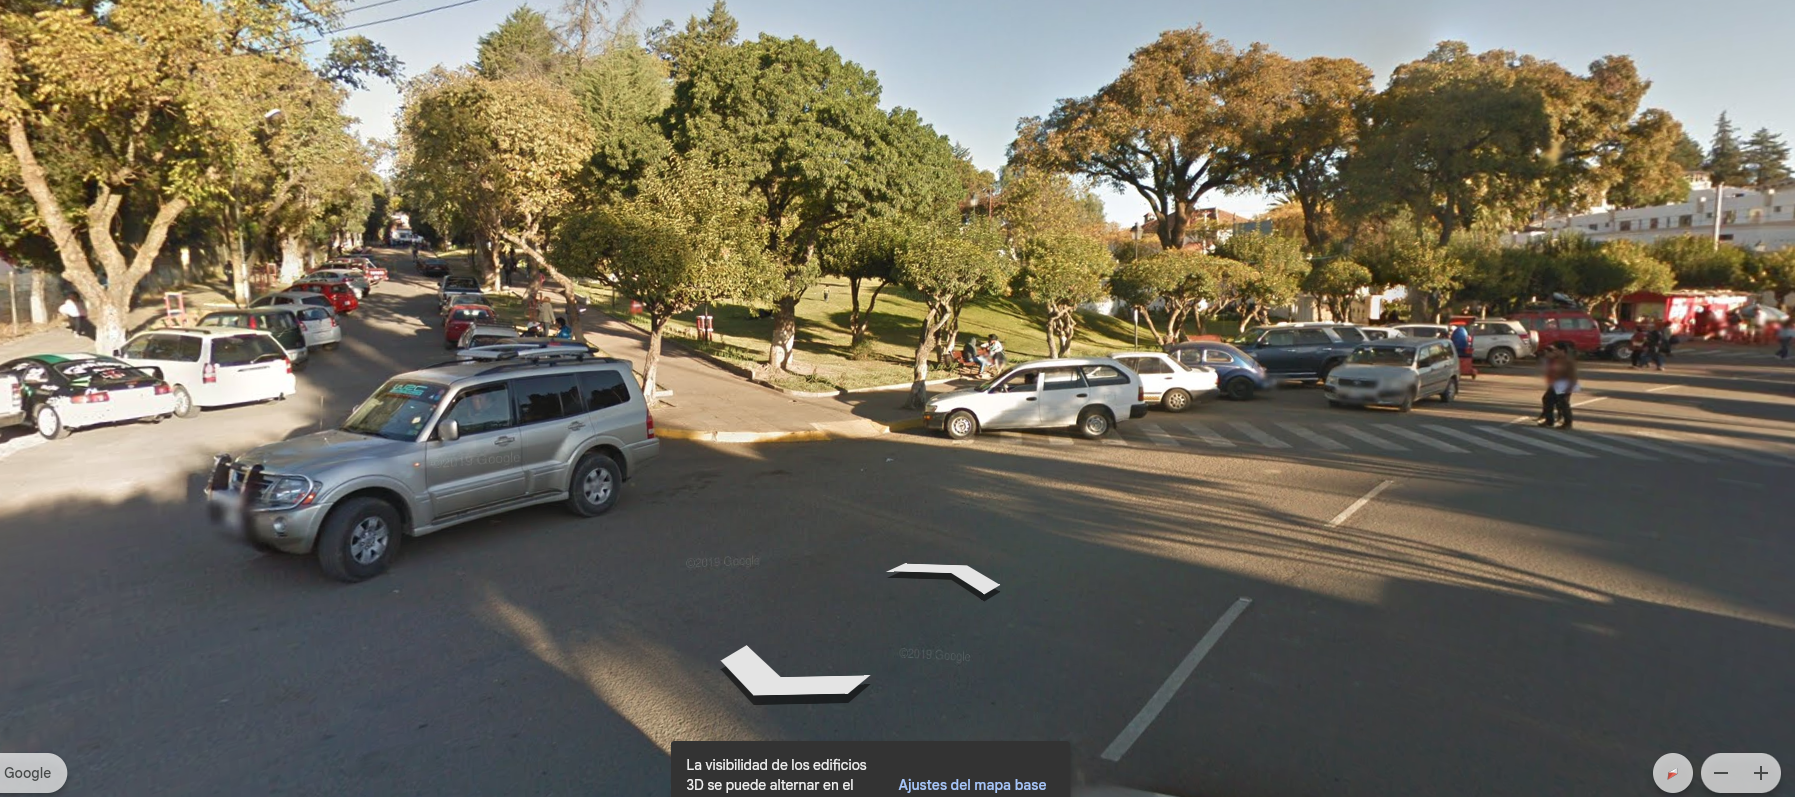 ©2019 Google
©2019 Google
©2019 Google
Google
La visibilidad de los edificios
3D se puede alternar en el
Ajustes del mapa base